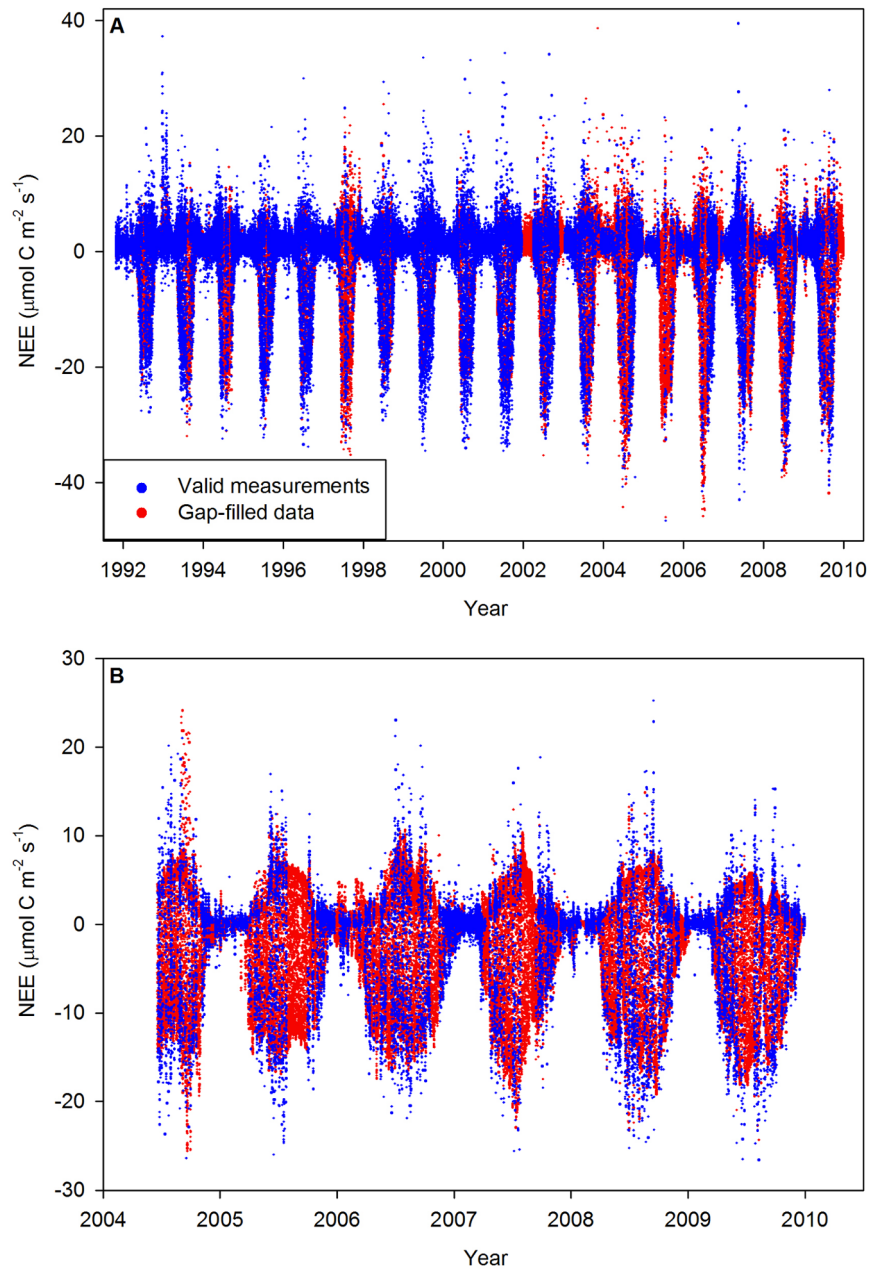 A
40
20
0
-20
-40
NEE (μmol C m⁻² s⁻¹)
Valid measurements
Gap-filled data
1992 1994 1996 1998 2000 2002 2004 2006 2008 2010
Year
B
30
20
10
0
-10
-20
-30
NEE (μmol C m⁻² s⁻¹)
2004 2005 2006 2007 2008 2009 2010
Year